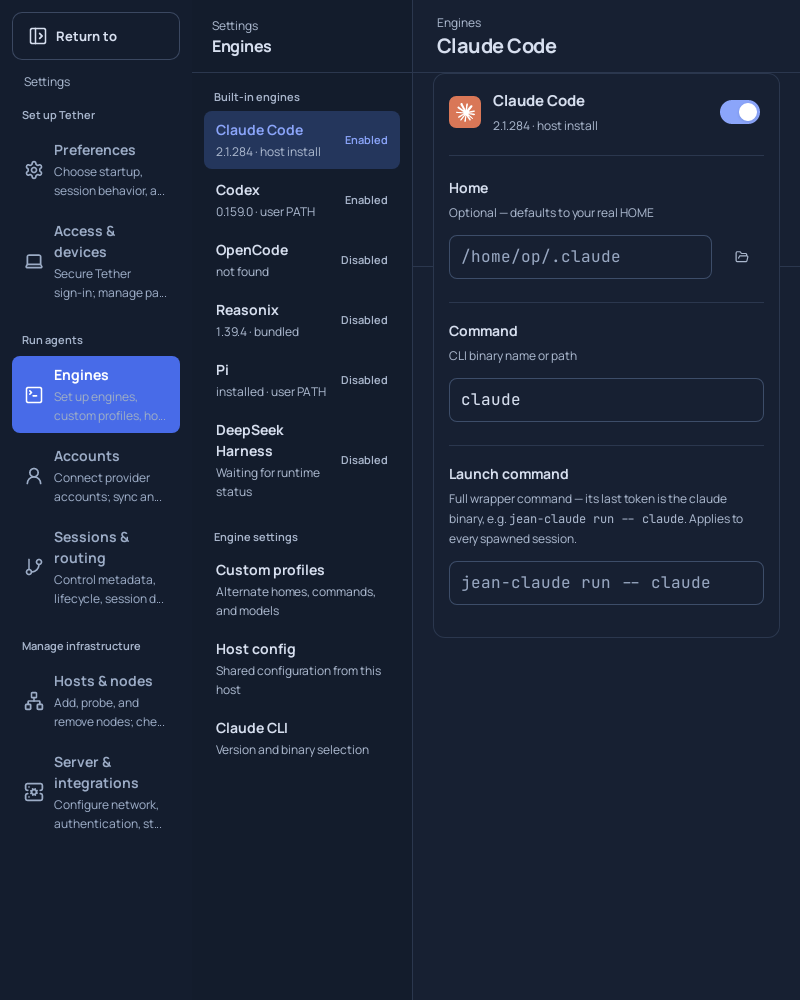 Return to
Settings
Set up Tether
Preferences
Choose startup,
session behavior, a...
Access &
devices
Secure Tether
sign-in; manage pa...
Run agents
Engines
Set up engines,
custom profiles, ho...
Accounts
Connect provider
accounts; sync an...
Sessions &
routing
Control metadata,
lifecycle, session d...
Manage infrastructure
Hosts & nodes
Add, probe, and
remove nodes; che...
Server &
integrations
Configure network,
authentication, st...
Settings
Engines
Built-in engines
Claude Code
2.1.284 · host install
Enabled
Codex
0.159.0 · user PATH
Enabled
OpenCode
not found
Disabled
Reasonix
1.39.4 · bundled
Disabled
Pi
installed · user PATH
Disabled
DeepSeek
Harness
Waiting for runtime
status
Disabled
Engine settings
Custom profiles
Alternate homes, commands,
and models
Host config
Shared configuration from this
host
Claude CLI
Version and binary selection
Engines
Claude Code
Claude Code
2.1.284 · host install
Home
Optional — defaults to your real HOME
/home/op/.claude
Command
CLI binary name or path
claude
Launch command
Full wrapper command — its last token is the claude
binary, e.g. jean-claude run -- claude. Applies to
every spawned session.
jean-claude run -- claude